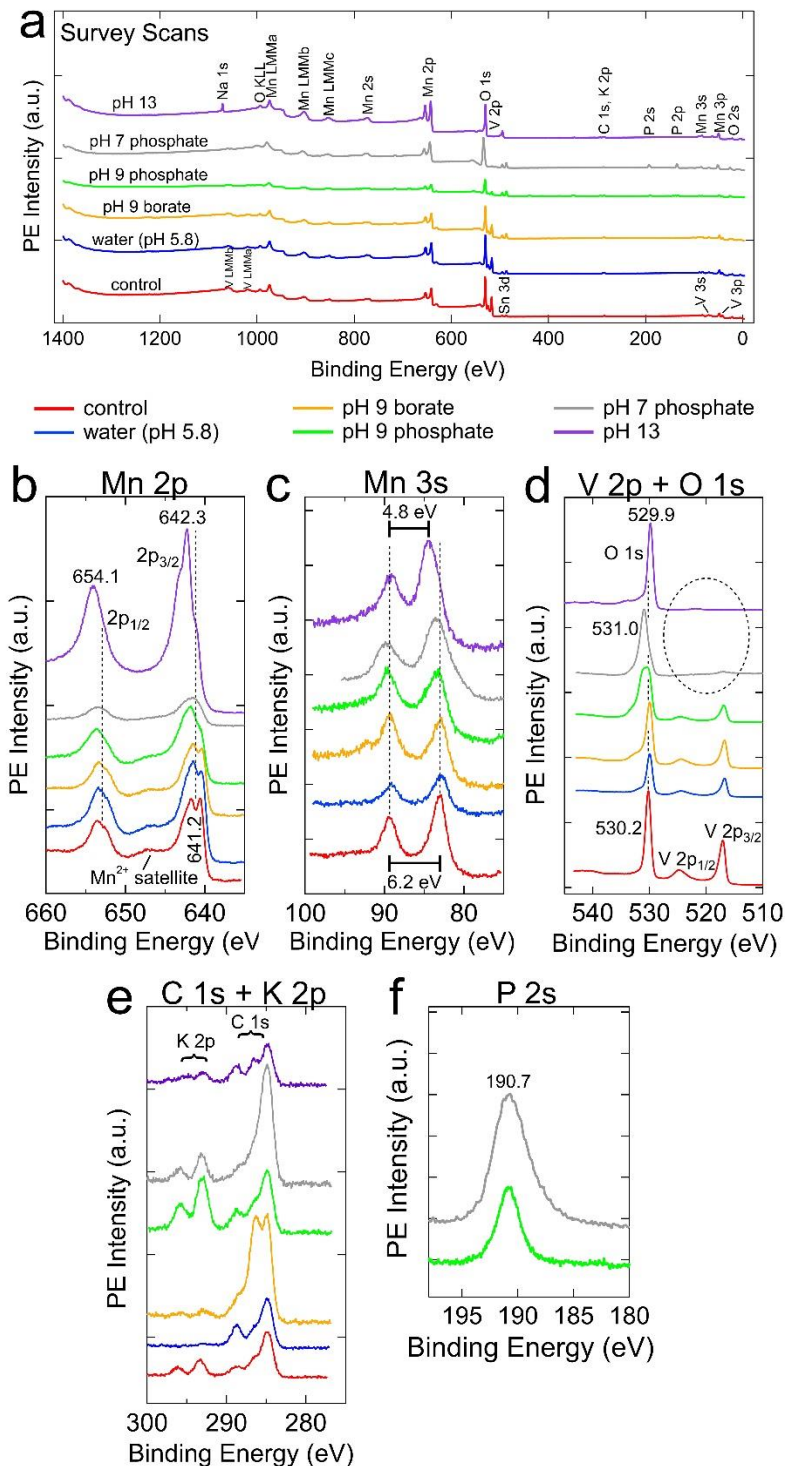 a
Survey Scans
Na 1s
O KLL
Mn LMMa
Mn LMMb
Mn LMMc
Mn 2s
Mn 2p
O 1s
V 2p
C 1s, K 2p
P 2s
P 2p
Mn 3s
Mn 3p
O 2s
pH 13
pH 7 phosphate
pH 9 phosphate
pH 9 borate
water (pH 5.8)
V LMMb
V LMMa
control
Sn 3d
V 3s
V 3p
PE Intensity (a.u.)
1400 1200 1000 800 600 400 200 0
Binding Energy (eV)
control
pH 9 borate
pH 7 phosphate
water (pH 5.8)
pH 9 phosphate
pH 13
b Mn 2p
642.3
2p3/2
654.1
2p1/2
641.2
Mn2+
satellite
PE Intensity (a.u.)
660 650 640
Binding Energy (eV
c Mn 3s
4.8 eV
6.2 eV
PE Intensity (a.u.)
100 90 80
Binding Energy (eV)
d V 2p + O 1s
529.9
O 1s
531.0
530.2
V 2p3/2
V 2p1/2
PE Intensity (a.u.)
540 530 520 510
Binding Energy (eV)
e C 1s + K 2p
C 1s
K 2p
PE Intensity (a.u.)
300 290 280
Binding Energy (eV)
f P 2s
190.7
PE Intensity (a.u.)
195 190 185 180
Binding Energy (eV)